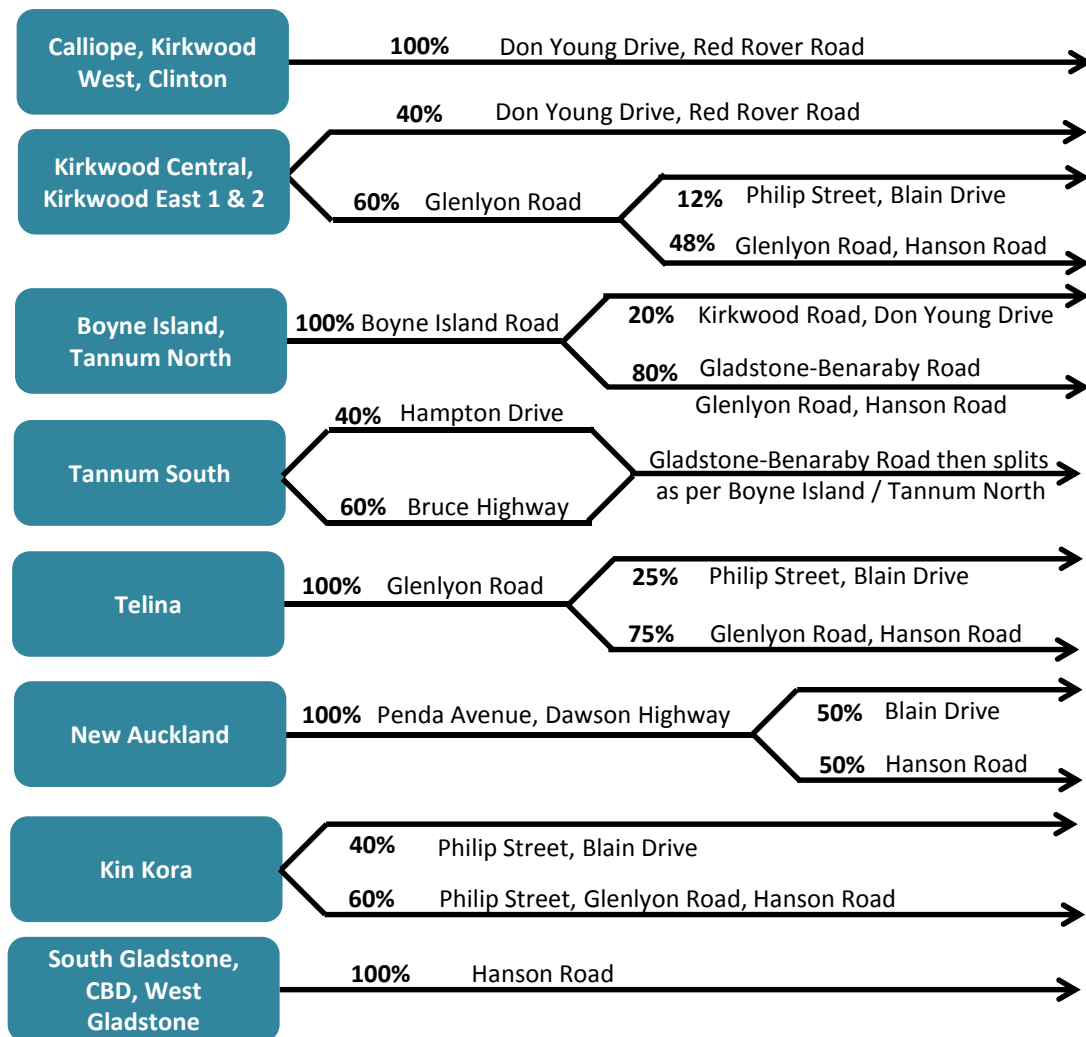 Calliope, Kirkwood
West, Clinton
100% Don Young Drive, Red Rover Road
Kirkwood Central,
Kirkwood East 1 & 2
40% Don Young Drive, Red Rover Road
60% Glenlyon Road
12% Philip Street, Blain Drive
48% Glenlyon Road, Hanson Road
Boyne Island,
Tannum North
100% Boyne Island Road
20% Kirkwood Road, Don Young Drive
80% Gladstone-Benaraby Road
Glenlyon Road, Hanson Road
Tannum South
40% Hampton Drive
60% Bruce Highway
Gladstone-Benaraby Road then splits
as per Boyne Island / Tannum North
Telina
100% Glenlyon Road
25% Philip Street, Blain Drive
75% Glenlyon Road, Hanson Road
New Auckland
100% Penda Avenue, Dawson Highway
50% Blain Drive
50% Hanson Road
Kin Kora
40% Philip Street, Blain Drive
60% Philip Street, Glenlyon Road, Hanson Road
South Gladstone,
CBD, West
Gladstone
100% Hanson Road